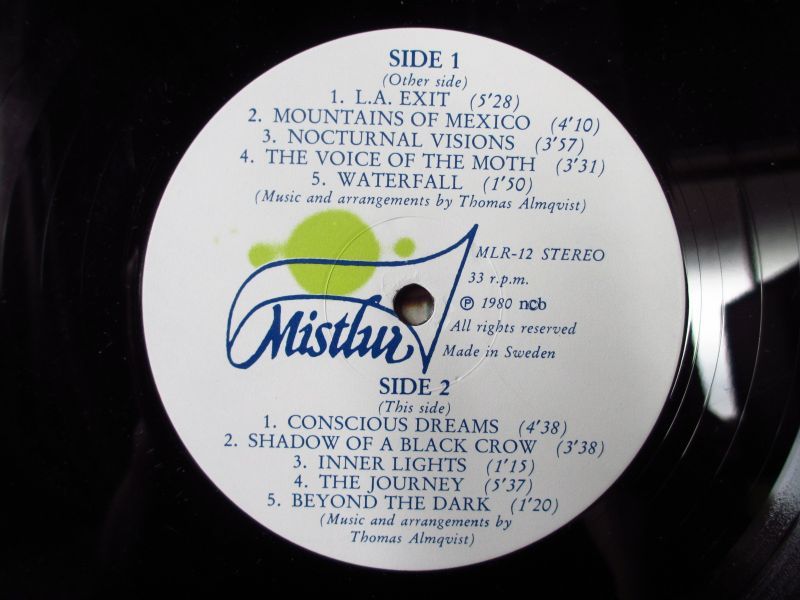 SIDE 1
(Other side)
1. L.A. EXIT (5'28)
2. MOUNTAINS OF MEXICO (4'10)
3. NOCTURNAL VISIONS (3'57)
4. THE VOICE OF THE MOTH (3'31)
5. WATERFALL (1'50)
(Music and arrangements by Thomas Almqvist)
MLR-12 STEREO
33 r.p.m.
Ⓟ 1980 ncb
All rights reserved
Made in Sweden
Mistlur
SIDE 2
(This side)
1. CONSCIOUS DREAMS (4'38)
2. SHADOW OF A BLACK CROW (3'38)
3. INNER LIGHTS (1'15)
4. THE JOURNEY (5'37)
5. BEYOND THE DARK (1'20)
(Music and arrangements by
Thomas Almqvist)